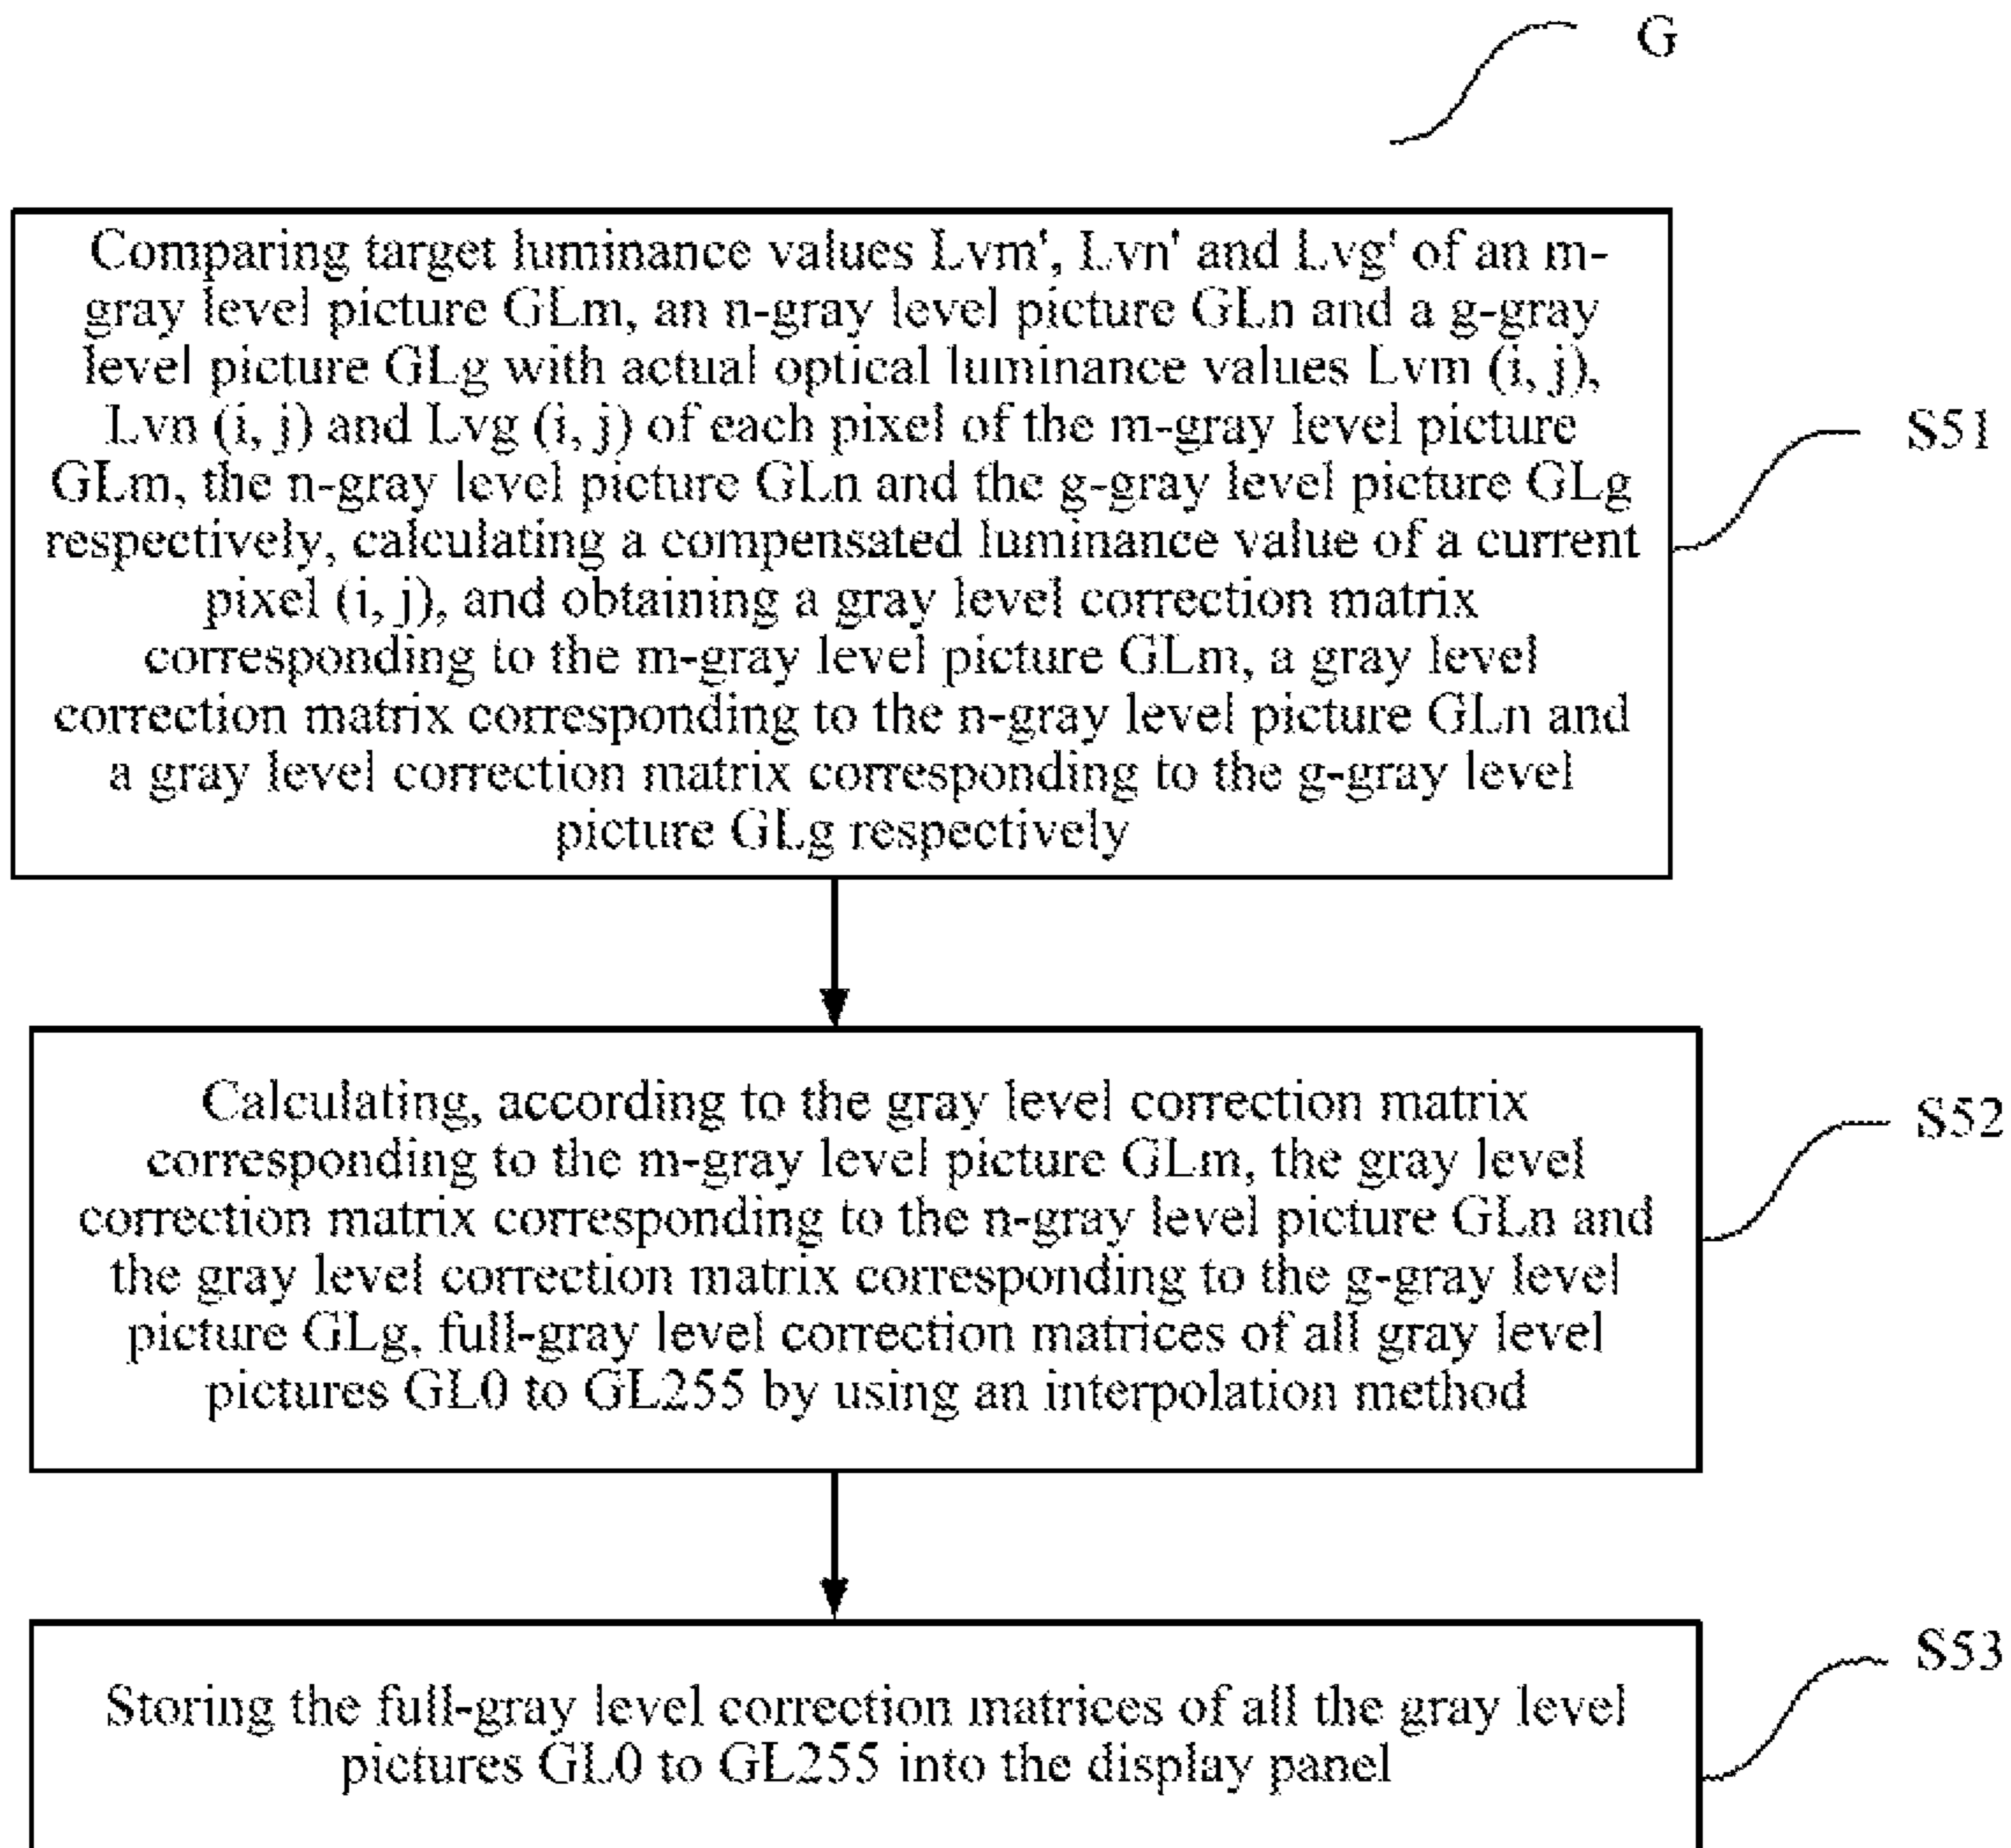 G
Comparing target luminance values Lvm', Lvn' and Lvg' of an m-
gray level picture GLm, an n-gray level picture GLn and a g-gray
level picture GLg with actual optical luminance values Lvm (i, j),
Lvn (i, j) and Lvg (i, j) of each pixel of the m-gray level picture
GLm, the n-gray level picture GLn and the g-gray level picture GLg
respectively, calculating a compensated luminance value of a current
pixel (i, j), and obtaining a gray level correction matrix
corresponding to the m-gray level picture GLm, a gray level
correction matrix corresponding to the n-gray level picture GLn and
a gray level correction matrix corresponding to the g-gray level
picture GLg respectively
S51
Calculating, according to the gray level correction matrix
corresponding to the m-gray level picture GLm, the gray level
correction matrix corresponding to the n-gray level picture GLn and
the gray level correction matrix corresponding to the g-gray level
picture GLg, full-gray level correction matrices of all gray level
pictures GL0 to GL255 by using an interpolation method
S52
Storing the full-gray level correction matrices of all the gray level
pictures GL0 to GL255 into the display panel
S53